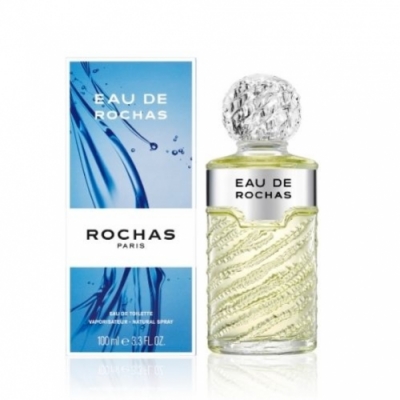 EAU DE
ROCHAS
ROCHAS
PARIS
EAU DE TOILETTE
VAPORISATEUR - NATURAL SPRAY
100 ml e 3.3 FL.OZ.
EAU DE
ROCHAS